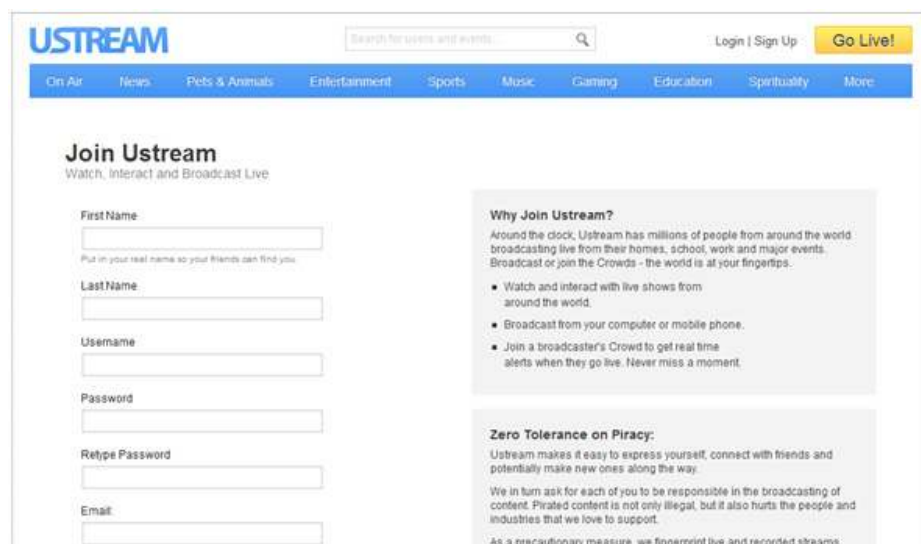 USTREAM
Search for users and events
Login | Sign Up
Go Live!
On Air News Pets & Animals Entertainment Sports Music Gaming Education Spirituality More
Join Ustream
Watch, Interact and Broadcast Live
First Name
Put in your real name so your friends can find you.
Last Name
Username
Password
Retype Password
Email:
Why Join Ustream?
Around the clock, Ustream has millions of people from around the world
broadcasting live from their homes, school, work and major events.
Broadcast or join the Crowds - the world is at your fingertips.
Watch and interact with live shows from
around the world.
Broadcast from your computer or mobile phone.
Join a broadcaster's Crowd to get real time
alerts when they go live. Never miss a moment.
Zero Tolerance on Piracy:
Ustream makes it easy to express yourself, connect with friends and
potentially make new ones along the way.
We in turn ask for each of you to be responsible in the broadcasting of
content. Pirated content is not only illegal, but it also hurts the people and
industries that we love to support.
As a precautionary measure, we fingerprint live and recorded streams